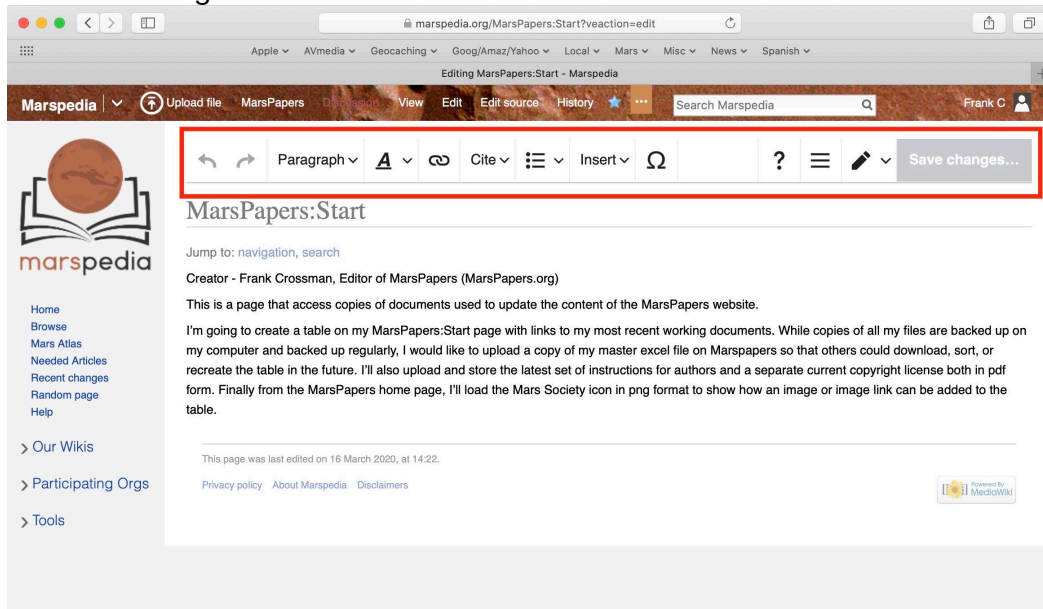 marspedia.org/MarsPapers:Start?veaction=edit
Apple AVmedia Geocaching Goog/Amaz/Yahoo Local Mars Misc News Spanish
Editing MarsPapers:Start - Marspedia
Marspedia Upload file MarsPapers Discussion View Edit Edit source History Search Marspedia Frank C
Paragraph A Cite Insert Ω ? Save changes...
MarsPapers:Start
Jump to: navigation, search
marspedia
Creator - Frank Crossman, Editor of MarsPapers (MarsPapers.org)
This is a page that access copies of documents used to update the content of the MarsPapers website.
I'm going to create a table on my MarsPapers:Start page with links to my most recent working documents. While copies of all my files are backed up on
my computer and backed up regularly, I would like to upload a copy of my master excel file on Marspapers so that others could download, sort, or
recreate the table in the future. I'll also upload and store the latest set of instructions for authors and a separate current copyright license both in pdf
form. Finally from the MarsPapers home page, I'll load the Mars Society icon in png format to show how an image or image link can be added to the
table.
Home
Browse
Mars Atlas
Needed Articles
Recent changes
Random page
Help
Our Wikis
Participating Orgs
Tools
This page was last edited on 16 March 2020, at 14:22.
Privacy policy About Marspedia Disclaimers
Powered By
MediaWiki